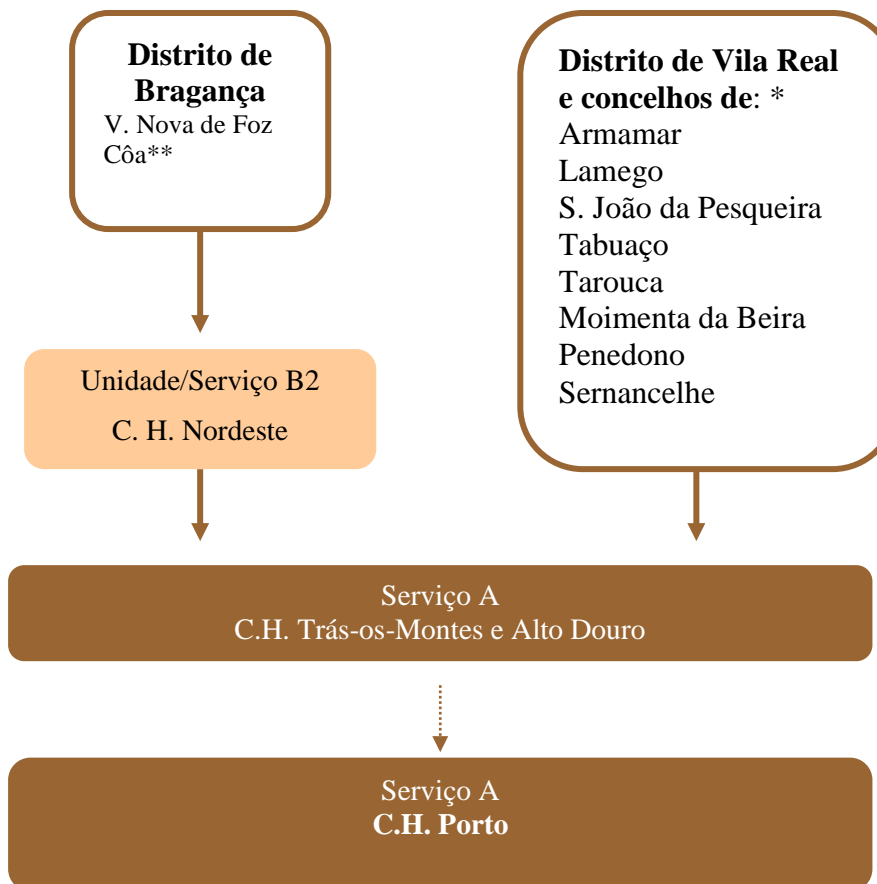 Distrito de
Bragança
V. Nova de Foz
Côa**
Distrito de Vila Real
e concelhos de: *
Armamar
Lamego
S. João da Pesqueira
Tabuaço
Tarouca
Moimenta da Beira
Penedono
Sernancelhe
Unidade/Serviço B2
C. H. Nordeste
Serviço A
C.H. Trás-os-Montes e Alto Douro
Serviço A
C.H. Porto